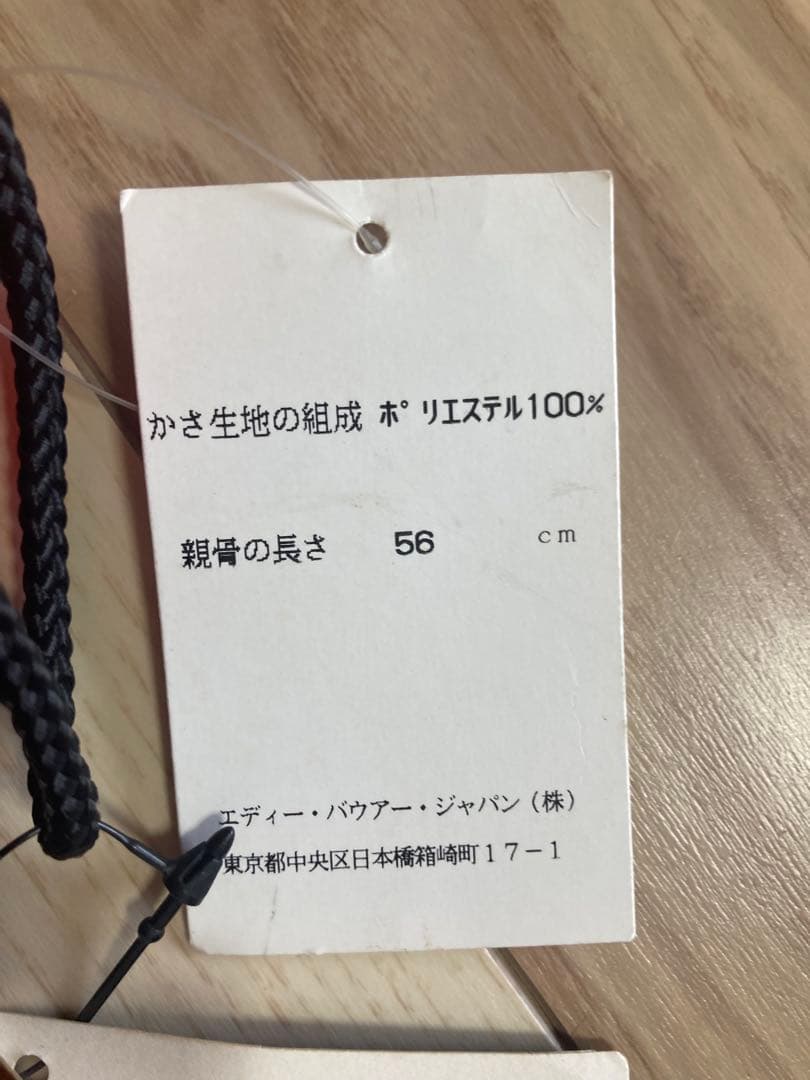 かさ生地の組成 ポリエステル100%
親骨の長さ 56 cm
エディー・バウアー・ジャパン（株）
東京都中央区日本橋箱崎町１７－１